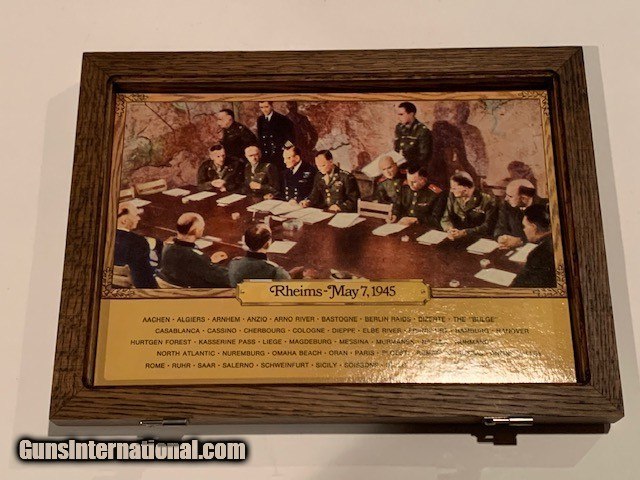 Rheims - May 7, 1945
AACHEN · ALGIERS · ARNHEM · ANZIO · ARNO RIVER · BASTOGNE · BERLIN RAIDS · BIZERTE · THE "BULGE"
CASABLANCA · CASSINO · CHERBOURG · COLOGNE · DIEPPE · ELBE RIVER · HAMBURG · HANOVER
HURTGEN FOREST · KASSERINE PASS · LIEGE · MAGDEBURG · MESSINA · MURMANSK
NORTH ATLANTIC · NUREMBURG · OMAHA BEACH · ORAN · PARIS
ROME · RUHR · SAAR · SALERNO · SCHWEINFURT · SICILY
GunsInternational.com